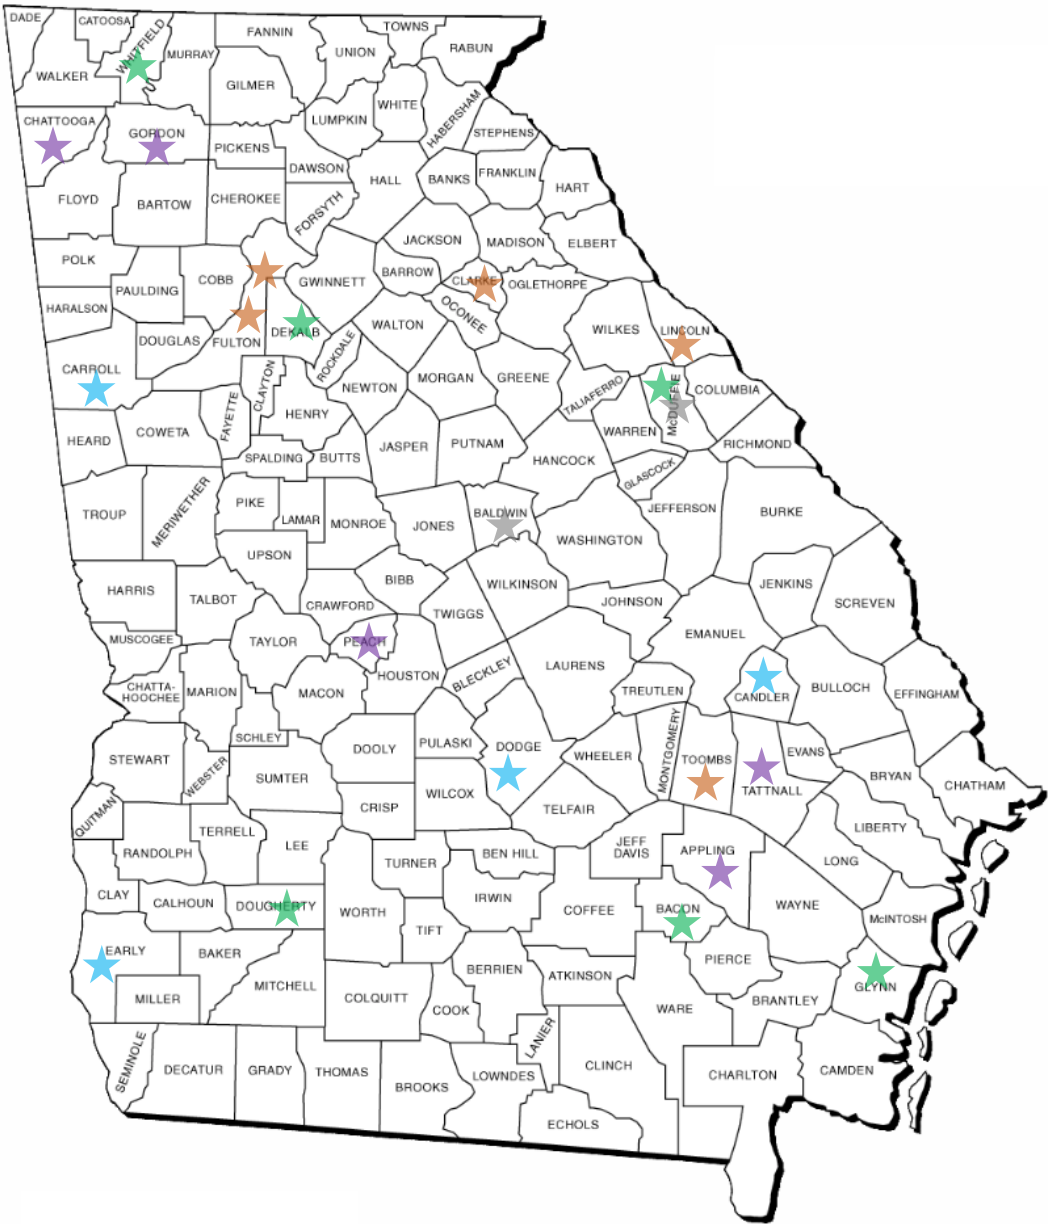 DADE
CATOOSA
WHITFIELD
MURRAY
FANNIN
UNION
TOWNS
RABUN
WALKER
GILMER
WHITE
HABERSHAM
LUMPKIN
STEPHENS
CHATTOOGA
GORDON
PICKENS
DAWSON
HALL
BANKS
FRANKLIN
HART
FLOYD
BARTOW
CHEROKEE
FORSYTH
JACKSON
MADISON
ELBERT
POLK
COBB
GWINNETT
BARROW
CLARKE
OGLETHORPE
PAULDING
HARALSON
OCONEE
WALTON
WILKES
LINCOLN
DOUGLAS
FULTON
DEKALB
ROCKDALE
CARROLL
CLAYTON
NEWTON
MORGAN
GREENE
TALIAFERRO
McDUFFIE
COLUMBIA
HEARD
COWETA
FAYETTE
HENRY
JASPER
PUTNAM
HANCOCK
WARREN
RICHMOND
SPALDING
BUTTS
GLASCOCK
TROUP
MERIWETHER
PIKE
LAMAR
MONROE
JONES
BALDWIN
WASHINGTON
JEFFERSON
BURKE
UPSON
HARRIS
TALBOT
CRAWFORD
BIBB
TWIGGS
WILKINSON
JOHNSON
JENKINS
SCREVEN
MUSCOGEE
TAYLOR
PEACH
HOUSTON
BLECKLEY
LAURENS
EMANUEL
CHATTA-
HOOCHEE
MARION
MACON
TREUTLEN
CANDLER
BULLOCH
EFFINGHAM
STEWART
WEBSTER
SCHLEY
DOOLY
PULASKI
DODGE
WHEELER
MONTGOMERY
TOOMBS
TATTNALL
EVANS
BRYAN
CHATHAM
QUITMAN
SUMTER
CRISP
WILCOX
TELFAIR
LIBERTY
RANDOLPH
TERRELL
LEE
TURNER
BEN HILL
JEFF
DAVIS
APPLING
LONG
CLAY
CALHOUN
DOUGHERTY
WORTH
TIFT
IRWIN
COFFEE
BACON
WAYNE
McINTOSH
EARLY
BAKER
MITCHELL
MILLER
COLQUITT
COOK
BERRIEN
ATKINSON
WARE
PIERCE
BRANTLEY
GLYNN
SEMINOLE
DECATUR
GRADY
THOMAS
BROOKS
LOWNDES
LANIER
CLINCH
ECHOLS
CHARLTON
CAMDEN